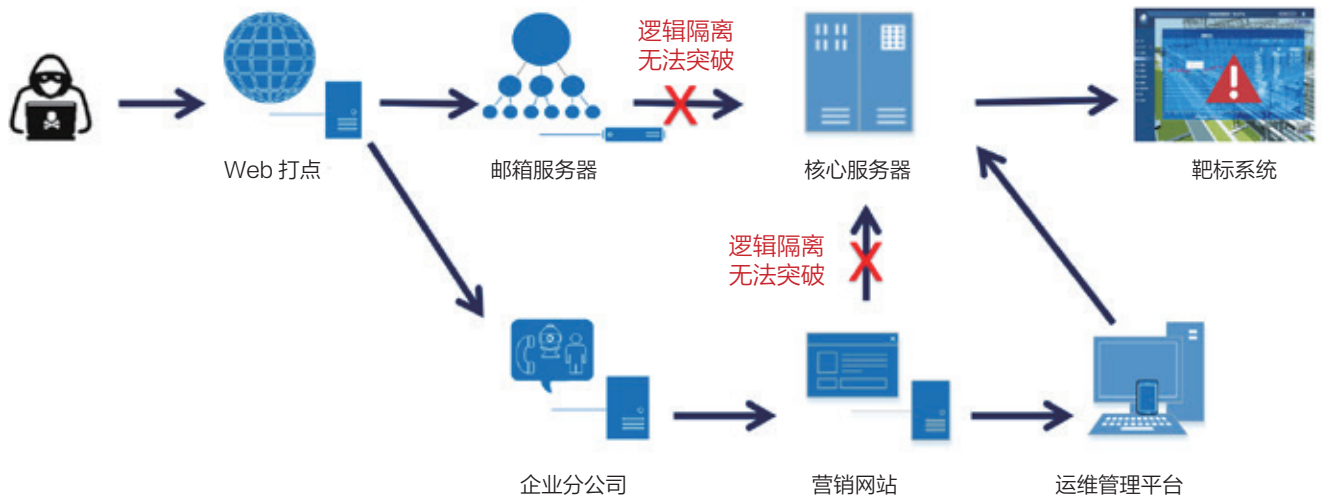 逻辑隔离
无法突破
Web 打点
邮箱服务器
核心服务器
靶标系统
逻辑隔离
无法突破
企业分公司
营销网站
运维管理平台